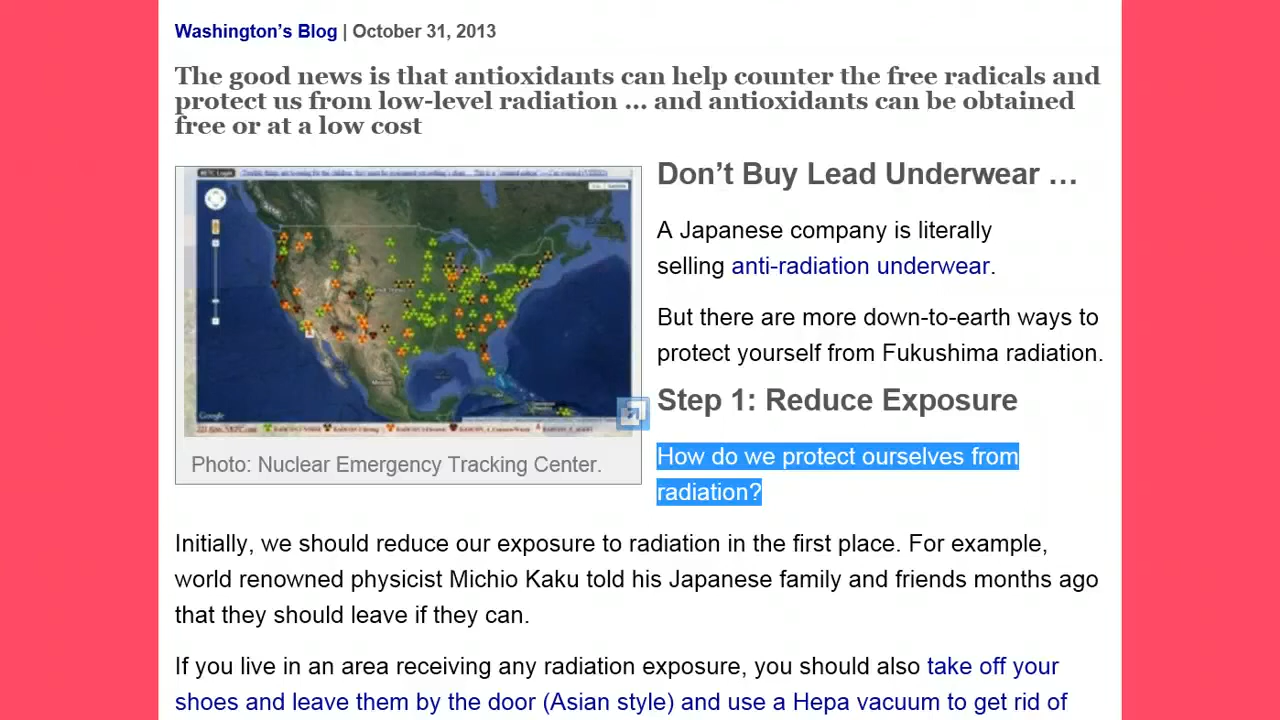 Washington's Blog | October 31, 2013
The good news is that antioxidants can help counter the free radicals and
protect us from low-level radiation … and antioxidants can be obtained
free or at a low cost
Google
Mexico
Photo: Nuclear Emergency Tracking Center.
Don't Buy Lead Underwear …
A Japanese company is literally
selling anti-radiation underwear.
But there are more down-to-earth ways to
protect yourself from Fukushima radiation.
Step 1: Reduce Exposure
How do we protect ourselves from
radiation?
Initially, we should reduce our exposure to radiation in the first place. For example,
world renowned physicist Michio Kaku told his Japanese family and friends months ago
that they should leave if they can.
If you live in an area receiving any radiation exposure, you should also take off your
shoes and leave them by the door (Asian style) and use a Hepa vacuum to get rid of